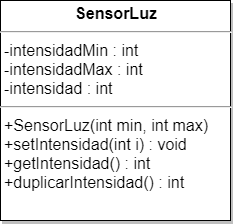 SensorLuz
-intensidadMin : int
-intensidadMax : int
-intensidad : int
+SensorLuz(int min, int max)
+setIntensidad(int i) : void
+getIntensidad() : int
+duplicarIntensidad() : int